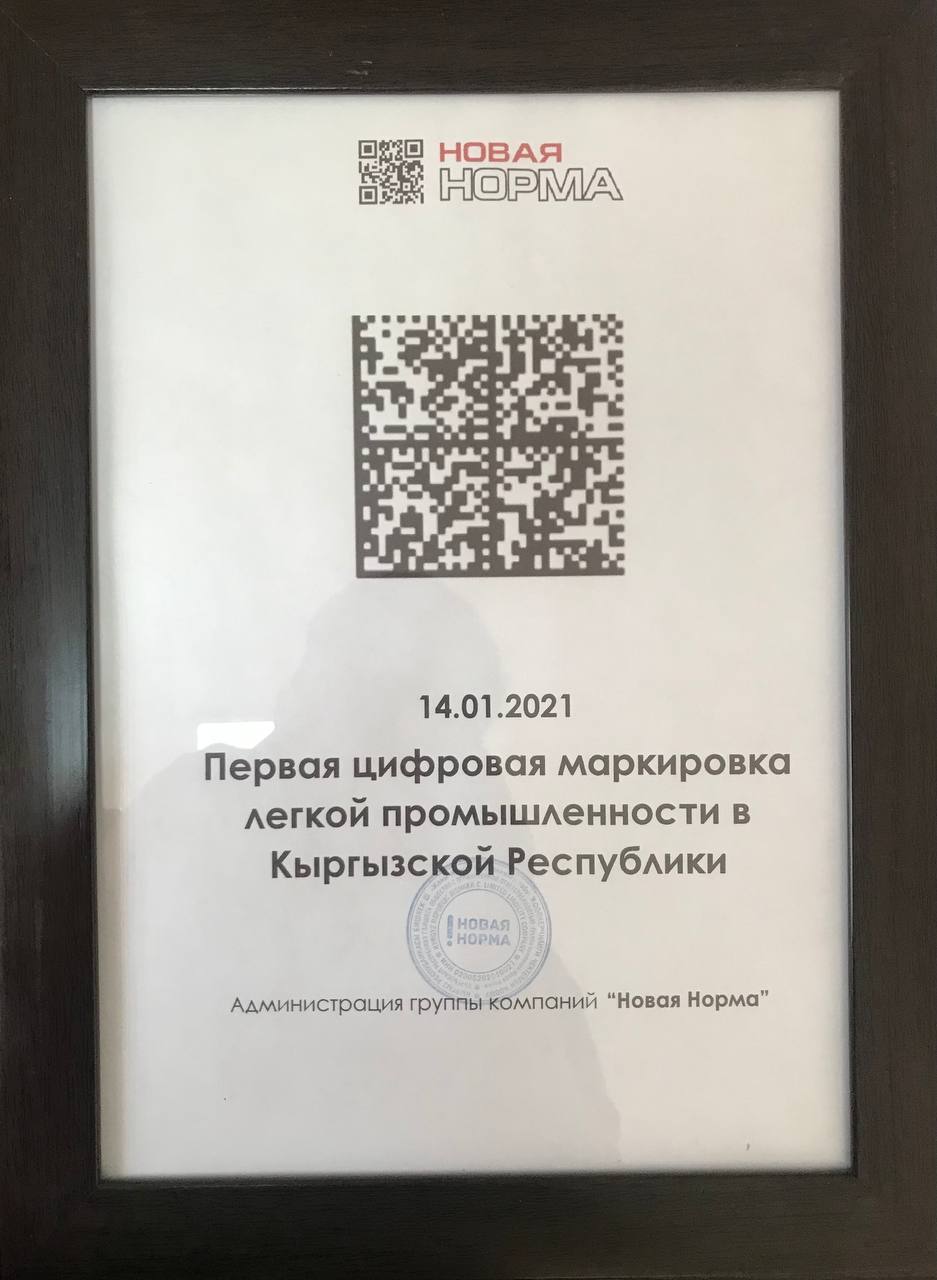 НОВАЯ
НОРМА
14.01.2021
Первая цифровая маркировка
легкой промышленности в
Кыргызской Республики
НОВАЯ
НОРМА
Администрация группы компаний “Новая Норма”